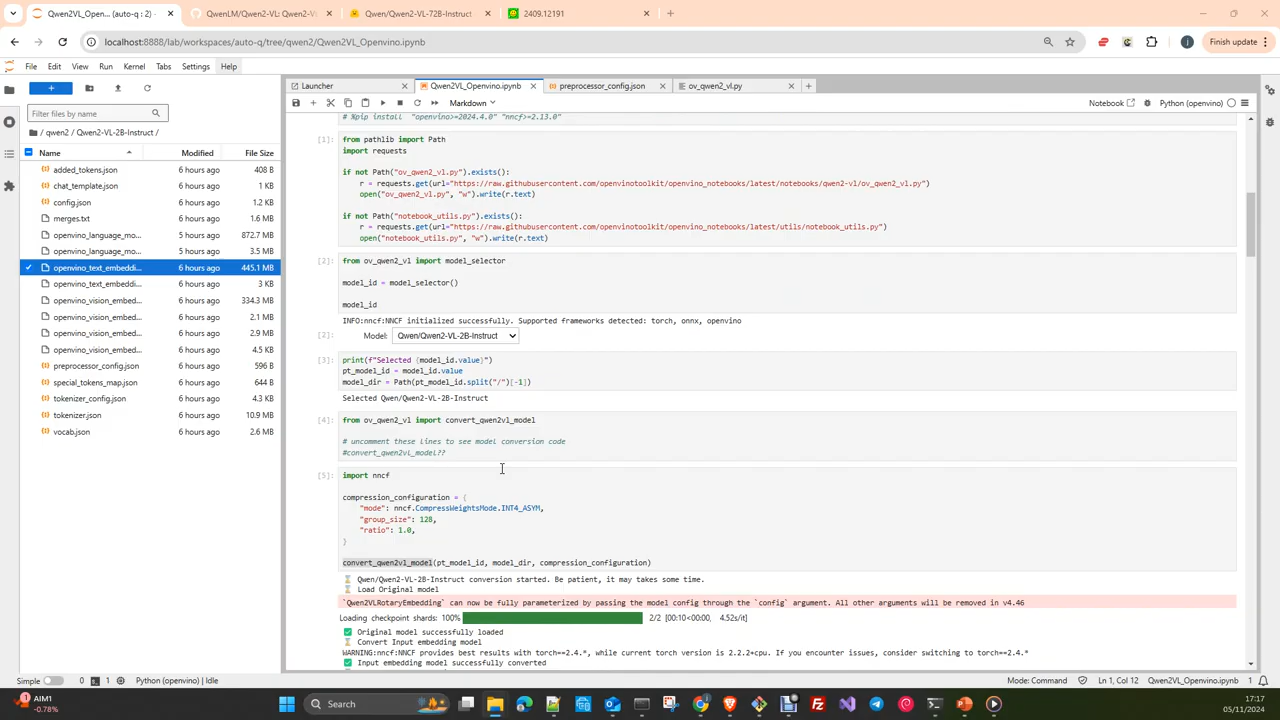 Qwen2VL_Open... (auto-q : 2)
QwenLM/Qwen2-VL: Qwen2-V
Qwen/Qwen2-VL-72B-Instruct
2409.12191
localhost:8888/lab/workspaces/auto-q/tree/qwen2/Qwen2VL_Openvino.ipynb
Finish update
File Edit View Run Kernel Tabs Settings Help
Launcher
Qwen2VL_Openvino.ipynb
preprocessor_config.json
ov_qwen2_vl.py
Markdown
Notebook
Python (openvino)
Filter files by name
/ qwen2 / Qwen2-VL-2B-Instruct /
Name Modified File Size
added_tokens.json 6 hours ago 408 B
chat_template.json 6 hours ago 1 KB
config.json 6 hours ago 1.2 KB
merges.txt 6 hours ago 1.6 MB
openvino_language_mo... 5 hours ago 872.7 MB
openvino_language_mo... 5 hours ago 3.5 MB
openvino_text_embeddi... 6 hours ago 445.1 MB
openvino_text_embeddi... 6 hours ago 3 KB
openvino_vision_embed... 6 hours ago 334.3 MB
openvino_vision_embed... 6 hours ago 2.1 MB
openvino_vision_embed... 6 hours ago 2.9 MB
openvino_vision_embed... 6 hours ago 4.5 KB
preprocessor_config.json 6 hours ago 596 B
special_tokens_map.json 6 hours ago 644 B
tokenizer_config.json 6 hours ago 4.3 KB
tokenizer.json 6 hours ago 10.9 MB
vocab.json 6 hours ago 2.6 MB
# %pip install "openvino>=2024.4.0" "nncf>=2.13.0"
[1]: from pathlib import Path
import requests
if not Path("ov_qwen2_vl.py").exists():
r = requests.get(url="https://raw.githubusercontent.com/openvinotoolkit/openvino_notebooks/latest/notebooks/qwen2-vl/ov_qwen2_vl.py")
open("ov_qwen2_vl.py", "w").write(r.text)
if not Path("notebook_utils.py").exists():
r = requests.get(url="https://raw.githubusercontent.com/openvinotoolkit/openvino_notebooks/latest/utils/notebook_utils.py")
open("notebook_utils.py", "w").write(r.text)
[2]: from ov_qwen2_vl import model_selector
model_id = model_selector()
model_id
INFO:nncf:NNCF initialized successfully. Supported frameworks detected: torch, onnx, openvino
[2]: Model: Qwen/Qwen2-VL-2B-Instruct
[3]: print(f"Selected {model_id.value}")
pt_model_id = model_id.value
model_dir = Path(pt_model_id.split("/")[-1])
Selected Qwen/Qwen2-VL-2B-Instruct
[4]: from ov_qwen2_vl import convert_qwen2vl_model
# uncomment these lines to see model conversion code
#convert_qwen2vl_model??
[5]: import nncf
compression_configuration = {
"mode": nncf.CompressWeightsMode.INT4_ASYM,
"group_size": 128,
"ratio": 1.0,
}
convert_qwen2vl_model(pt_model_id, model_dir, compression_configuration)
Qwen/Qwen2-VL-2B-Instruct conversion started. Be patient, it may takes some time.
Load Original model
`Qwen2VLRotaryEmbedding` can now be fully parameterized by passing the model config through the `config` argument. All other arguments will be removed in v4.46
Loading checkpoint shards: 100% 2/2 [00:10<00:00, 4.52s/it]
Original model successfully loaded
Convert Input embedding model
WARNING:nncf:NNCF provides best results with torch==2.4.*, while current torch version is 2.2.2+cpu. If you encounter issues, consider switching to torch==2.4.*
Input embedding model successfully converted
Simple 0 1 Python (openvino) | Idle
Mode: Command Ln 1, Col 12 Qwen2VL_Openvino.ipynb 1
AIM1
-0.78%
Search
17:17
05/11/2024